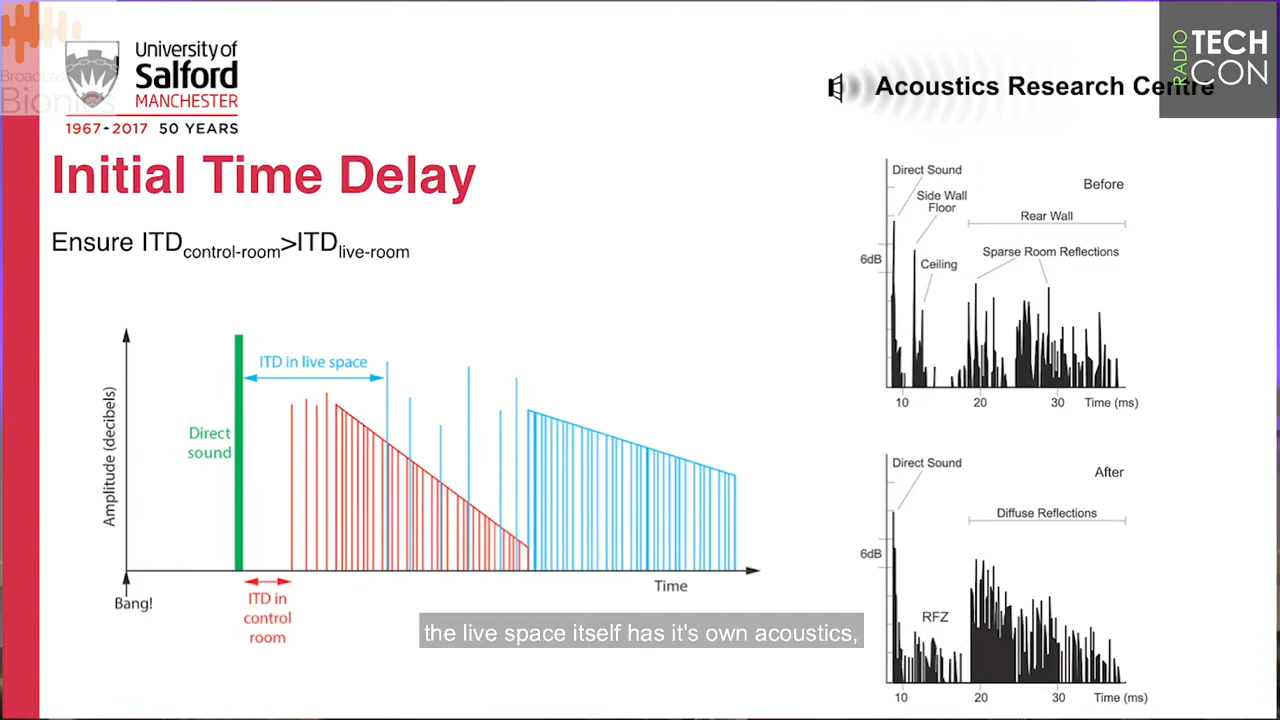 Broadcast
Bionics
University of
Salford
MANCHESTER
1967-2017 50 YEARS
Acoustics Research Centre
RADIO
TECH
CON
Initial Time Delay
Ensure ITDcontrol-room>ITDlive-room
Amplitude (decibels)
Direct
sound
ITD in live space
Time
Bang!
ITD in
control
room
Direct Sound
Before
Side Wall
Floor
Rear Wall
Ceiling
Sparse Room Reflections
6dB
10 20 30 Time (ms)
Direct Sound
After
Diffuse Reflections
6dB
RFZ
10 20 30 Time (ms)
the live space itself has it's own acoustics,